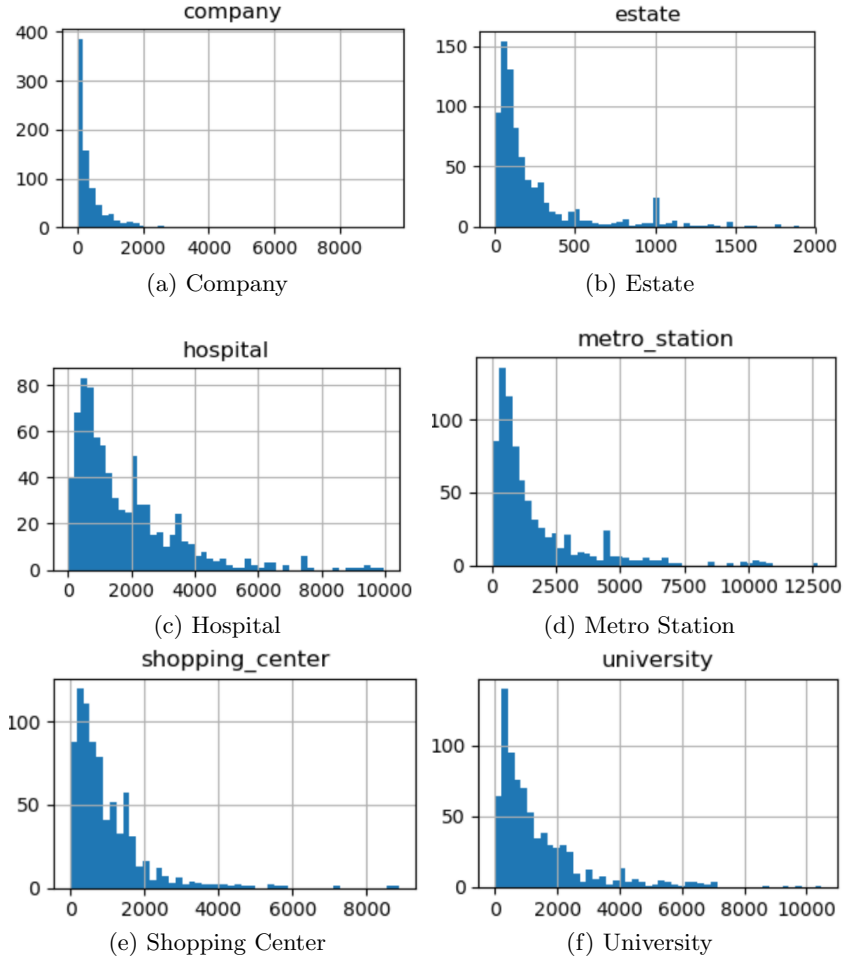 company
400
300
200
100
0
0 2000 4000 6000 8000
(a) Company
estate
150
100
50
0
0 500 1000 1500 2000
(b) Estate
hospital
80
60
40
20
0
0 2000 4000 6000 8000 10000
(c) Hospital
metro_station
100
50
0
0 2500 5000 7500 10000 12500
(d) Metro Station
shopping_center
100
50
0
0 2000 4000 6000 8000
(e) Shopping Center
university
100
50
0
0 2000 4000 6000 8000 10000
(f) University